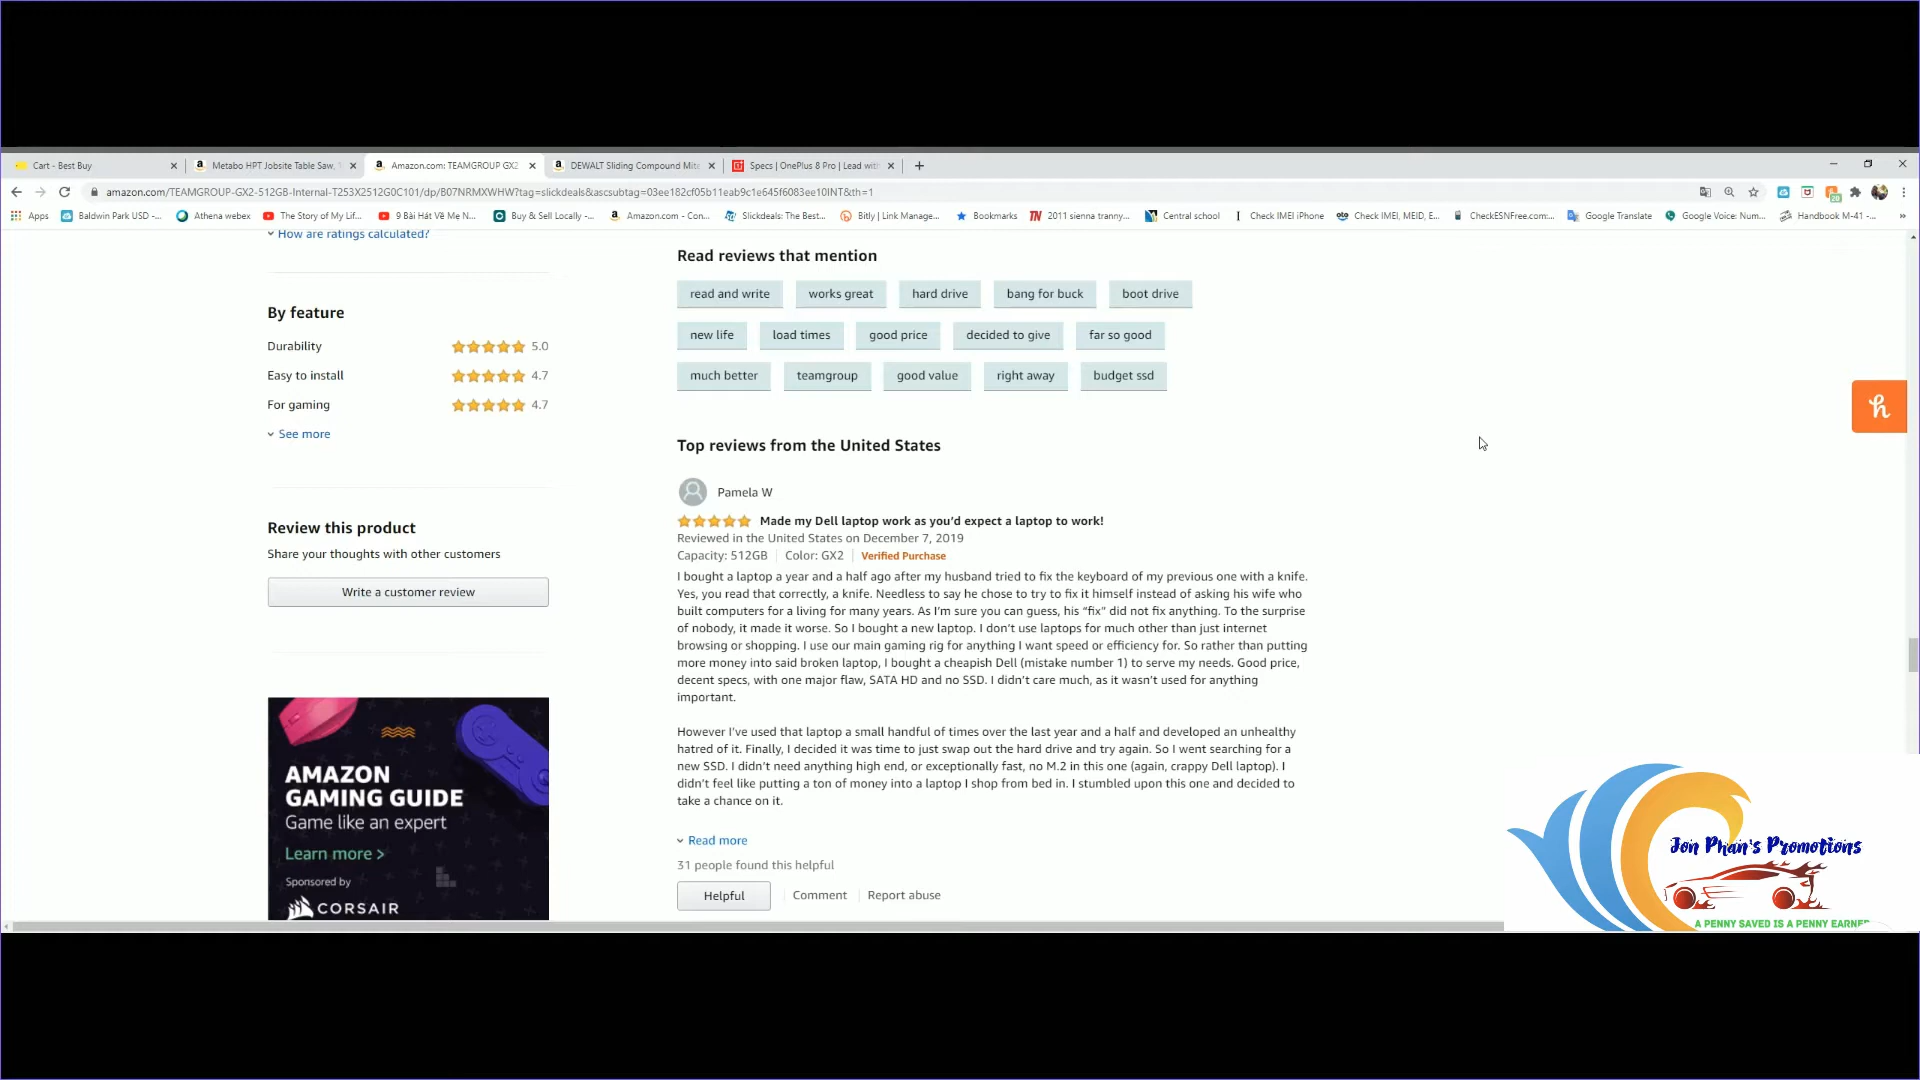 Cart - Best Buy
Metabo HPT Jobsite Table Saw,
Amazon.com: TEAMGROUP GX2
DEWALT Sliding Compound Mite
Specs | OnePlus 8 Pro | Lead with
amazon.com/TEAMGROUP-GX2-512GB-Internal-T253X2512G0C101/dp/B07NRMXWHW?tag=slickdeals&ascsubtag=03ee182cf05b11eab9c1e645f6083ee10INT&th=1
20
Apps
Baldwin Park USD -...
Athena webex
The Story of My Lif...
9 Bài Hát Về Mẹ N...
Buy & Sell Locally -...
Amazon.com - Con...
Slickdeals: The Best...
Bitly | Link Manage...
Bookmarks
TN 2011 sienna tranny...
Central school
Check IMEI iPhone
Check IMEI, MEID, E...
CheckESNFree.com:...
Google Translate
Google Voice: Num...
Handbook M-41 -...
How are ratings calculated?
By feature
Durability 5.0
Easy to install 4.7
For gaming 4.7
See more
Review this product
Share your thoughts with other customers
Write a customer review
AMAZON
GAMING GUIDE
Game like an expert
Learn more >
Sponsored by
CORSAIR
Read reviews that mention
read and write works great hard drive bang for buck boot drive
new life load times good price decided to give far so good
much better teamgroup good value right away budget ssd
Top reviews from the United States
Pamela W
Made my Dell laptop work as you'd expect a laptop to work!
Reviewed in the United States on December 7, 2019
Capacity: 512GB | Color: GX2 | Verified Purchase
I bought a laptop a year and a half ago after my husband tried to fix the keyboard of my previous one with a knife.
Yes, you read that correctly, a knife. Needless to say he chose to try to fix it himself instead of asking his wife who
built computers for a living for many years. As I'm sure you can guess, his "fix" did not fix anything. To the surprise
of nobody, it made it worse. So I bought a new laptop. I don't use laptops for much other than just internet
browsing or shopping. I use our main gaming rig for anything I want speed or efficiency for. So rather than putting
more money into said broken laptop, I bought a cheapish Dell (mistake number 1) to serve my needs. Good price,
decent specs, with one major flaw, SATA HD and no SSD. I didn't care much, as it wasn't used for anything
important.
However I've used that laptop a small handful of times over the last year and a half and developed an unhealthy
hatred of it. Finally, I decided it was time to just swap out the hard drive and try again. So I went searching for a
new SSD. I didn't need anything high end, or exceptionally fast, no M.2 in this one (again, crappy Dell laptop). I
didn't feel like putting a ton of money into a laptop I shop from bed in. I stumbled upon this one and decided to
take a chance on it.
Read more
31 people found this helpful
Helpful | Comment | Report abuse
Jon Phan's Promotions
A PENNY SAVED IS A PENNY EARNED